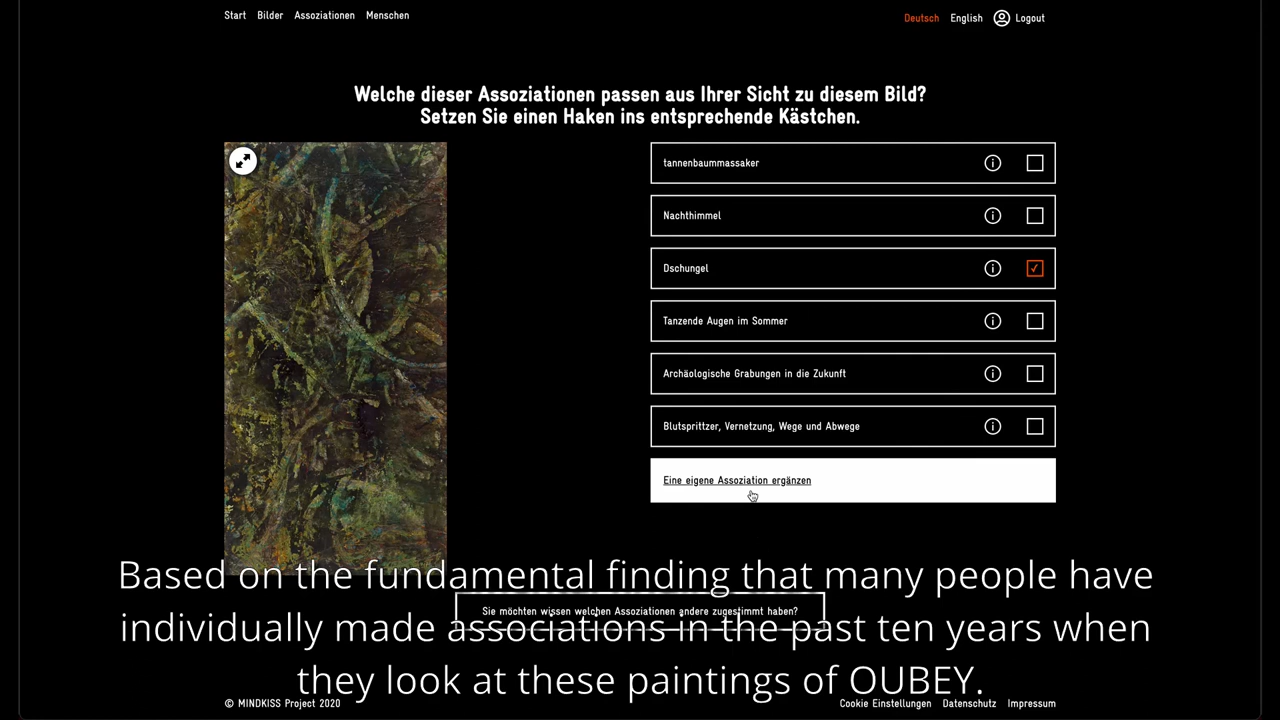 Start Bilder Assoziationen Menschen
Deutsch English Logout
Welche dieser Assoziationen passen aus Ihrer Sicht zu diesem Bild?
Setzen Sie einen Haken ins entsprechende Kästchen.
tannenbaummassaker
Nachthimmel
Dschungel
Tanzende Augen im Sommer
Archäologische Grabungen in die Zukunft
Blutspritzer, Vernetzung, Wege und Abwege
Eine eigene Assoziation ergänzen
Based on the fundamental finding that many people have
Sie möchten wissen welchen Assoziationen andere zugestimmt haben?
individually made associations in the past ten years when
they look at these paintings of OUBEY.
© MINDKISS Project 2020
Cookie Einstellungen Datenschutz Impressum